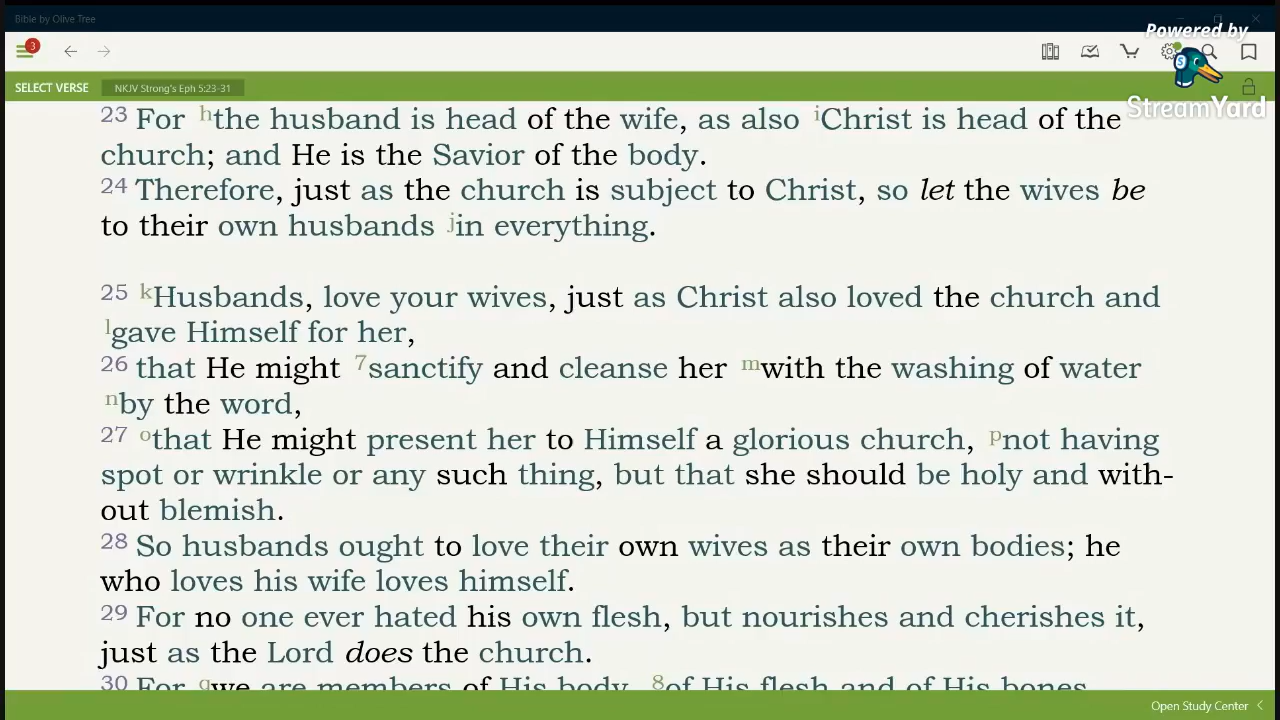 Bible by Olive Tree
Powered by
3
StreamYard
SELECT VERSE NKJV Strong's Eph 5:23-31
23 For hthe husband is head of the wife, as also iChrist is head of the
church; and He is the Savior of the body.
24 Therefore, just as the church is subject to Christ, so let the wives be
to their own husbands jin everything.
25 kHusbands, love your wives, just as Christ also loved the church and
lgave Himself for her,
26 that He might 7sanctify and cleanse her mwith the washing of water
nby the word,
27 othat He might present her to Himself a glorious church, pnot having
spot or wrinkle or any such thing, but that she should be holy and with-
out blemish.
28 So husbands ought to love their own wives as their own bodies; he
who loves his wife loves himself.
29 For no one ever hated his own flesh, but nourishes and cherishes it,
just as the Lord does the church.
30 For qwe are members of His body, 8of His flesh and of His bones
Open Study Center